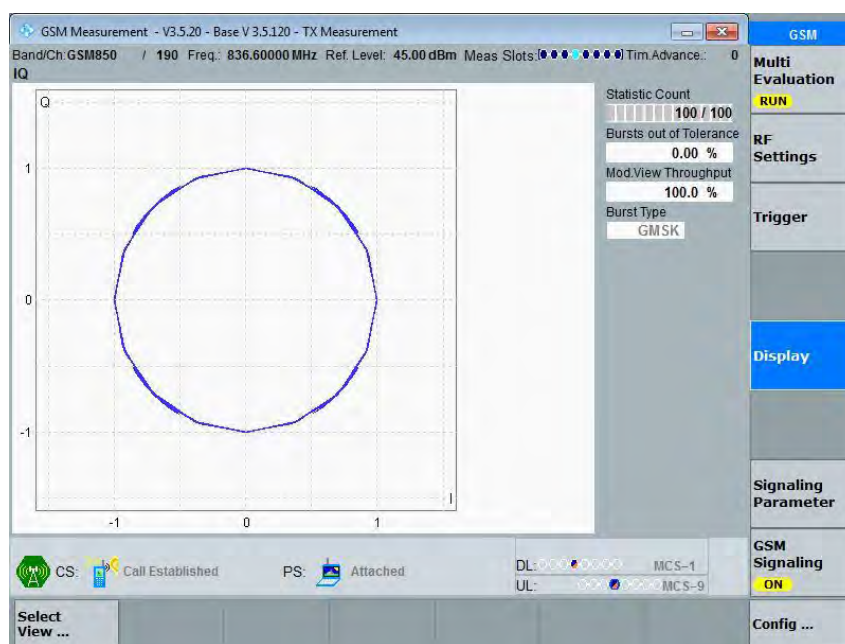 GSM Measurement - V3.5.20 - Base V 3.5.120 - TX Measurement
GSM
Band/Ch:GSM850 / 190 Freq.: 836.60000 MHz Ref. Level: 45.00 dBm Meas Slots: Tim.Advance.: 0
IQ
Multi
Evaluation
RUN
Q
Statistic Count
100 / 100
Bursts out of Tolerance
0.00 %
Mod.View Throughput
100.0 %
Burst Type
GMSK
RF
Settings
Trigger
1
0
-1
I
-1 0 1
Display
Signaling
Parameter
GSM
Signaling
ON
CS: Call Established PS: Attached
DL: MCS-1
UL: MCS-9
Select
View ...
Config ...